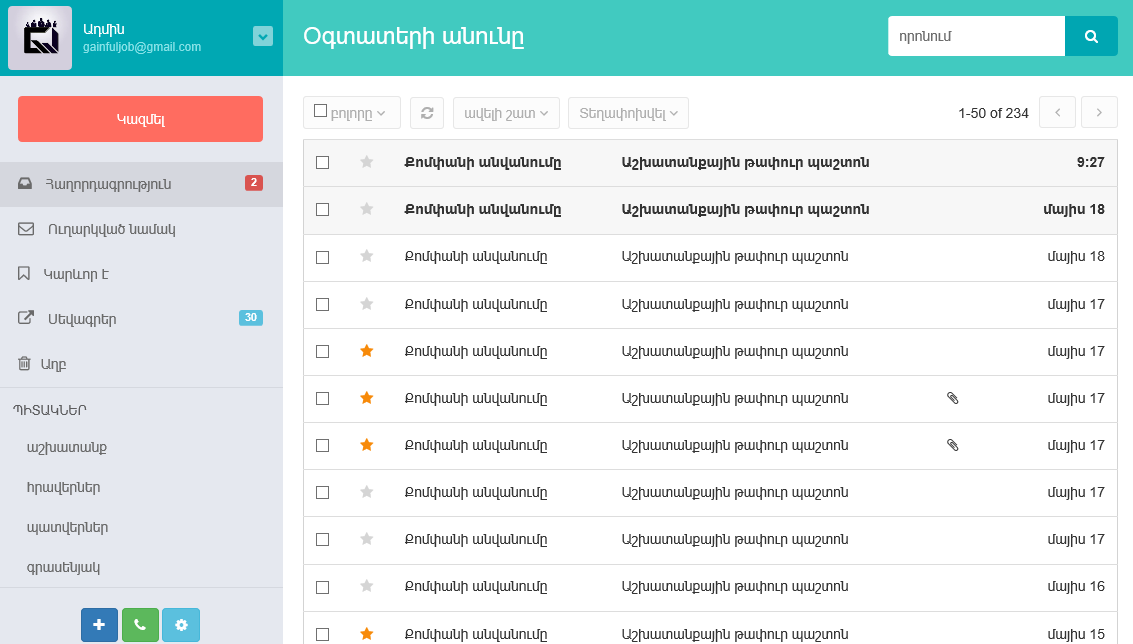 Ադմին
gainfuljob@gmail.com
Օգտատերի անունը
որոնում
Կազմել
Հաղորդագրություն 2
Ուղարկված նամակ
Կարևոր է
Սեվագրեր 30
Աղբ
ՊԻՏԱԿՆԵՐ
աշխատանք
հրավերներ
պատվերներ
գրասենյակ
բոլորը ավելի շատ Տեղափոխվել 1-50 of 234
Քոմփանի անվանումը Աշխատանքային թափուր պաշտոն 9:27
Քոմփանի անվանումը Աշխատանքային թափուր պաշտոն մայիս 18
Քոմփանի անվանումը Աշխատանքային թափուր պաշտոն մայիս 18
Քոմփանի անվանումը Աշխատանքային թափուր պաշտոն մայիս 17
Քոմփանի անվանումը Աշխատանքային թափուր պաշտոն մայիս 17
Քոմփանի անվանումը Աշխատանքային թափուր պաշտոն մայիս 17
Քոմփանի անվանումը Աշխատանքային թափուր պաշտոն մայիս 17
Քոմփանի անվանումը Աշխատանքային թափուր պաշտոն մայիս 17
Քոմփանի անվանումը Աշխատանքային թափուր պաշտոն մայիս 17
Քոմփանի անվանումը Աշխատանքային թափուր պաշտոն մայիս 16
Քոմփանի անվանումը Աշխատանքային թափուր պաշտոն մայիս 15